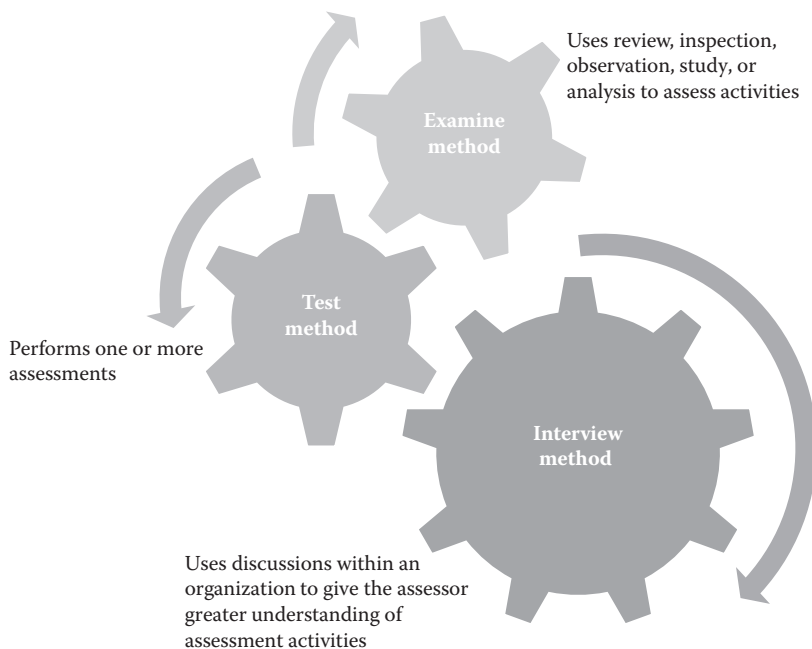 Uses review, inspection,
observation, study, or
analysis to assess activities
Examine
method
Test
method
Performs one or more
assessments
Interview
method
Uses discussions within an
organization to give the assessor
greater understanding of
assessment activities